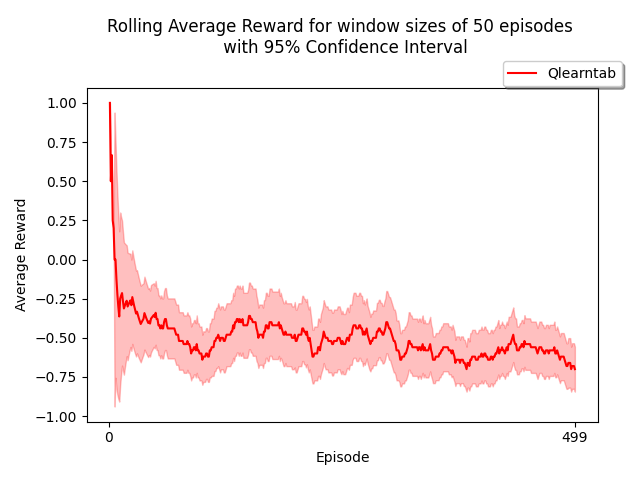 Rolling Average Reward for window sizes of 50 episodes
with 95% Confidence Interval
Qlearntab
1.00
0.75
0.50
0.25
0.00
−0.25
−0.50
−0.75
−1.00
Average Reward
0
499
Episode